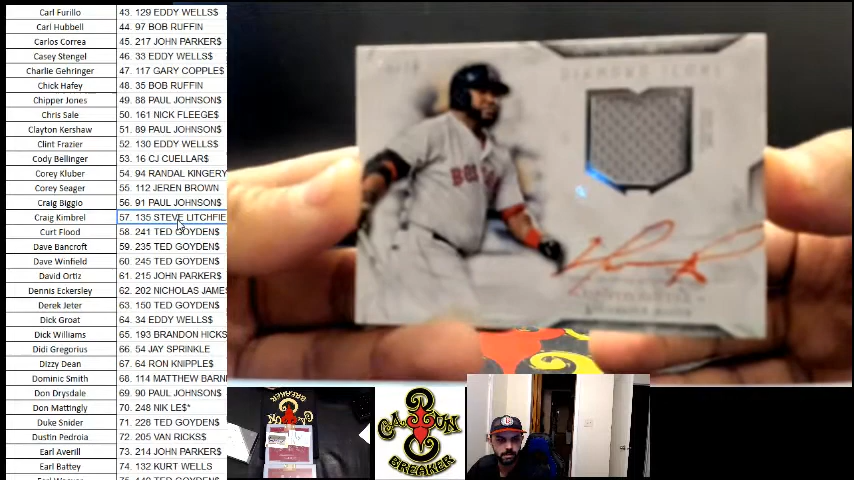 Carl Furillo 43. 129 EDDY WELLS$
Carl Hubbell 44. 97 BOB RUFFIN
Carlos Correa 45. 217 JOHN PARKER$
Casey Stengel 46. 33 EDDY WELLS$
Charlie Gehringer 47. 117 GARY COPPLE$
Chick Hafey 48. 35 BOB RUFFIN
Chipper Jones 49. 88 PAUL JOHNSON$
Chris Sale 50. 161 NICK FLEEGE$
Clayton Kershaw 51. 89 PAUL JOHNSON$
Clint Frazier 52. 130 EDDY WELLS$
Cody Bellinger 53. 16 CJ CUELLAR$
Corey Kluber 54. 94 RANDAL KINGERY
Corey Seager 55. 112 JEREN BROWN
Craig Biggio 56. 91 PAUL JOHNSON$
Craig Kimbrel 57. 135 STEVE LITCHFIE
Curt Flood 58. 241 TED GOYDEN$
Dave Bancroft 59. 235 TED GOYDEN$
Dave Winfield 60. 245 TED GOYDEN$
David Ortiz 61. 215 JOHN PARKER$
Dennis Eckersley 62. 202 NICHOLAS JAME
Derek Jeter 63. 150 TED GOYDEN$
Dick Groat 64. 34 EDDY WELLS$
Dick Williams 65. 193 BRANDON HICKS
Didi Gregorius 66. 54 JAY SPRINKLE
Dizzy Dean 67. 64 RON KNIPPLE$
Dominic Smith 68. 114 MATTHEW BARN
Don Drysdale 69. 90 PAUL JOHNSON$
Don Mattingly 70. 248 NIK LE$*
Duke Snider 71. 228 TED GOYDEN$
Dustin Pedroia 72. 205 VAN RICKS$
Earl Averill 73. 214 JOHN PARKER$
Earl Battey 74. 132 KURT WELLS
DIAMOND ICONS
CAJUN
BREAKER